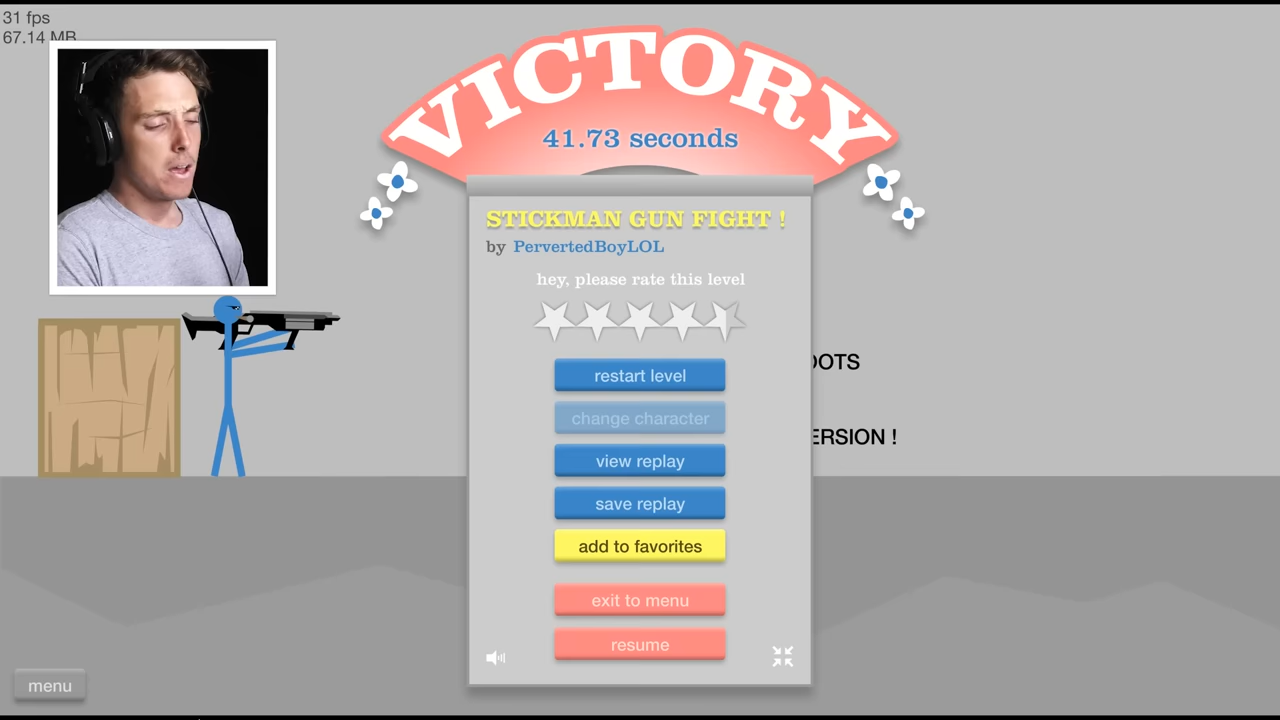 31 fps
67.14 MB
VICTORY
41.73 seconds
STICKMAN GUN FIGHT !
by PervertedBoyLOL
hey, please rate this level
restart level
OOTS
change character
ERSION !
view replay
save replay
add to favorites
exit to menu
resume
menu